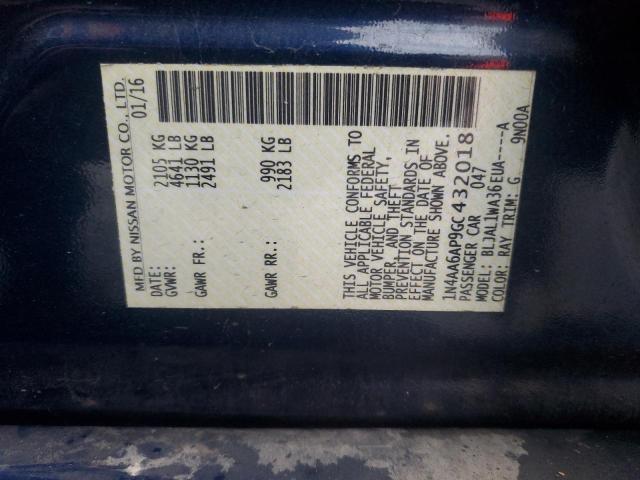 MFD BY NISSAN MOTOR CO., LTD.
DATE: 01/16
GVWR: 2105 KG
4641 LB
GAWR FR: 1130 KG
2491 LB
GAWR RR: 990 KG
2183 LB
THIS VEHICLE CONFORMS TO
ALL APPLICABLE FEDERAL
MOTOR VEHICLE SAFETY,
BUMPER, AND THEFT
PREVENTION STANDARDS IN
EFFECT ON THE DATE OF
MANUFACTURE SHOWN ABOVE.
1N4AA6AP9GC432018
PASSENGER CAR 047
MODEL: BLJAL1WA36EUA----A
COLOR: RAY TRIM: G 9N00A